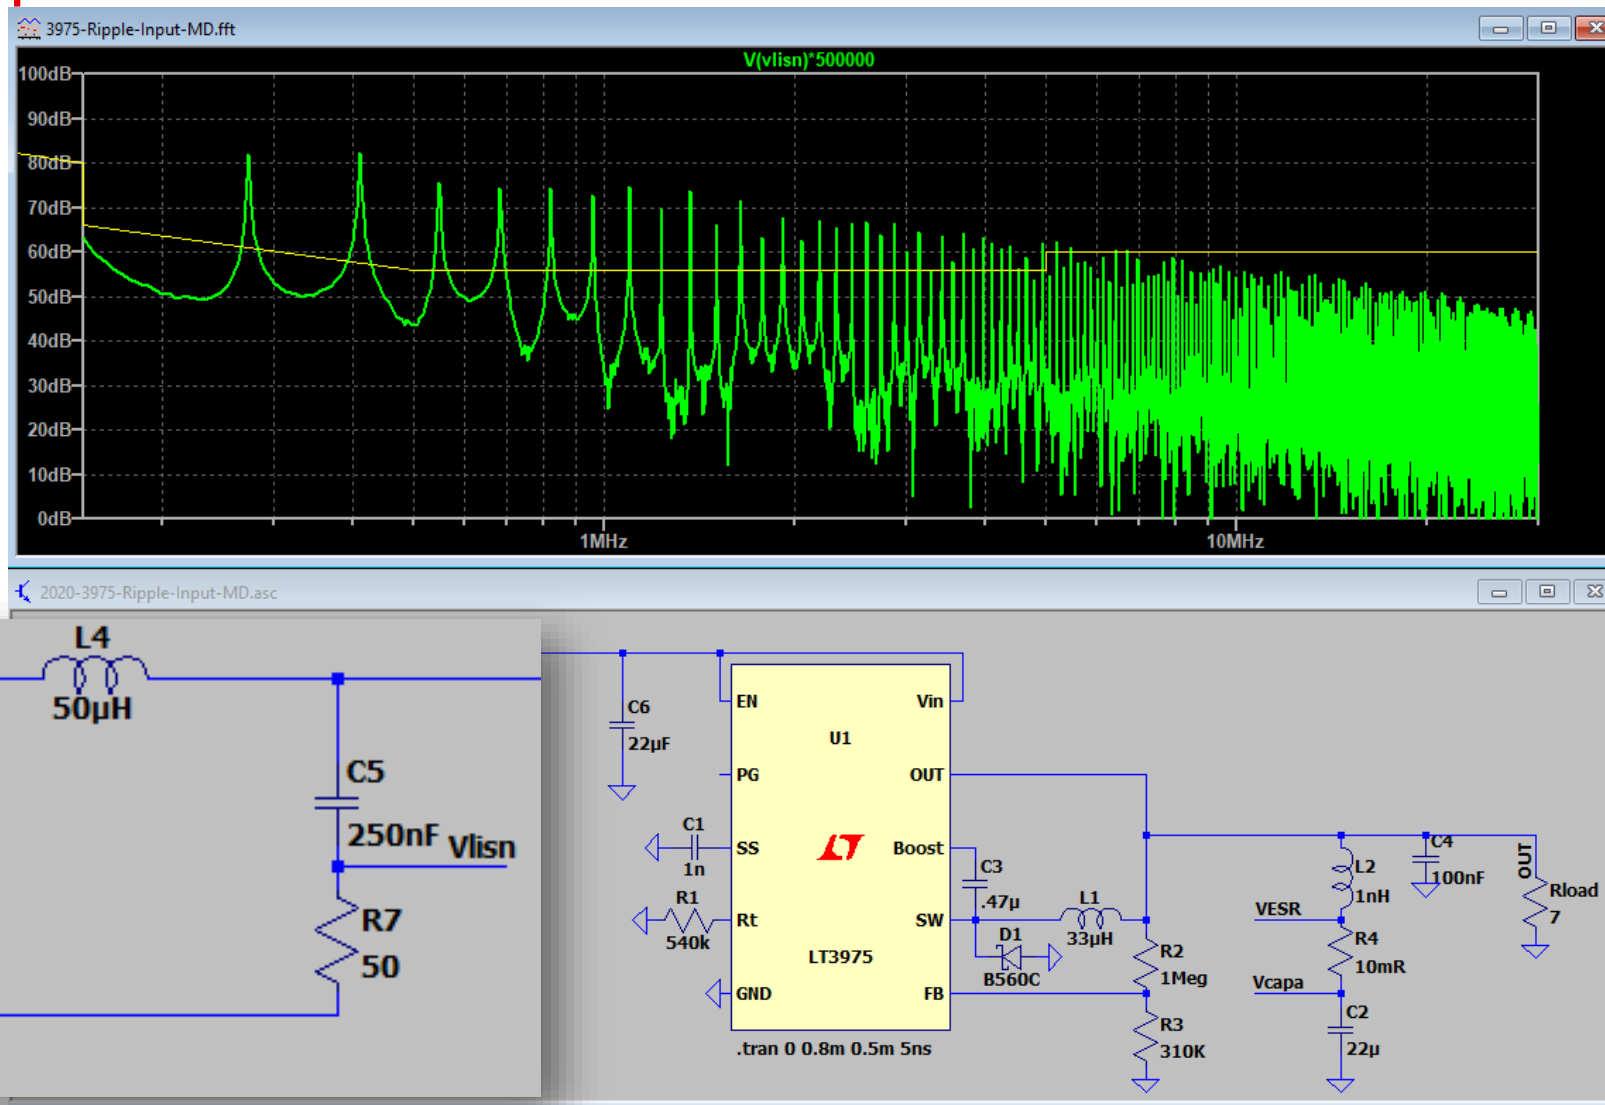 3975-Ripple-Input-MD.fft
V(vlisn)*500000
100dB
90dB
80dB
70dB
60dB
50dB
40dB
30dB
20dB
10dB
0dB
1MHz
10MHz
2020-3975-Ripple-Input-MD.asc
L4
50µH
C5
250nF
Vlisn
R7
50
C6
22µF
C1
1n
R1
540k
EN
Vin
U1
PG
OUT
SS
Boost
Rt
SW
LT3975
GND
FB
.tran 0 0.8m 0.5m 5ns
C3
.47µ
L1
33µH
D1
B560C
R2
1Meg
R3
310K
VESR
Vcapa
L2
1nH
R4
10mR
C2
22µ
C4
100nF
OUT
Rload
7